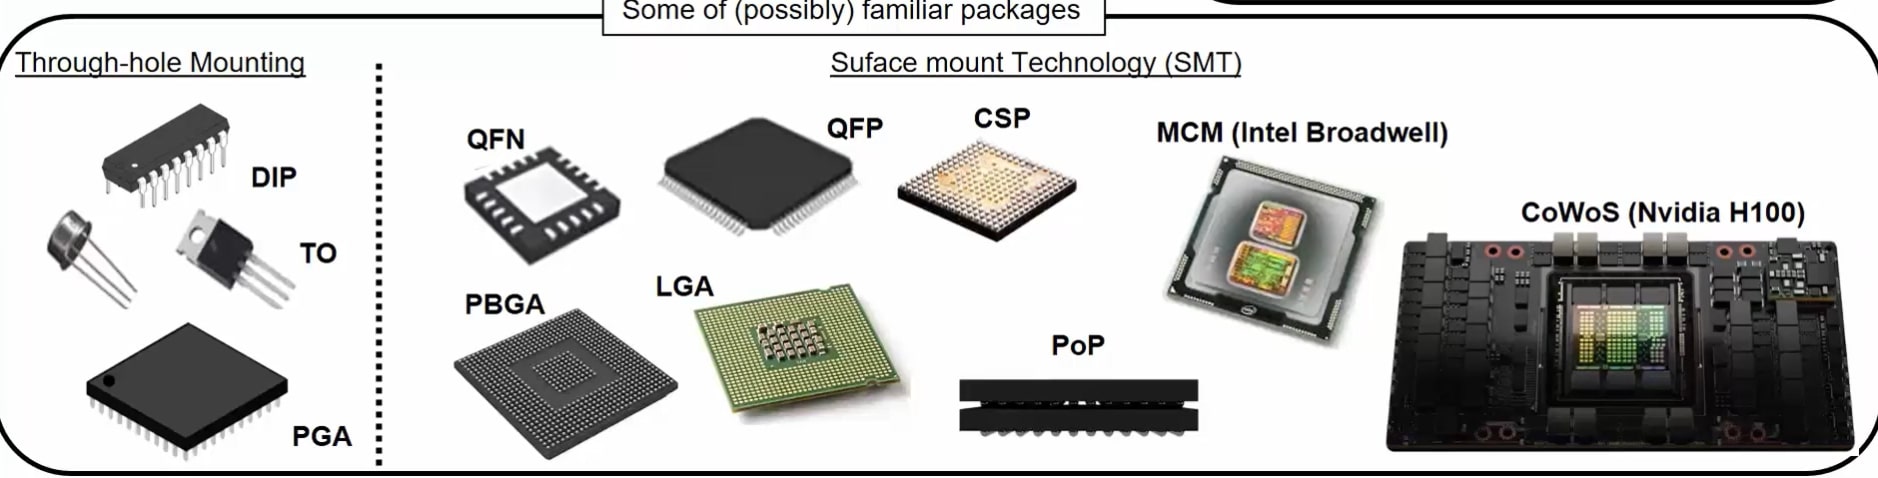 Some of (possibly) familiar packages
Through-hole Mounting
Suface mount Technology (SMT)
DIP
TO
PGA
QFN
QFP
CSP
MCM (Intel Broadwell)
CoWoS (Nvidia H100)
PBGA
LGA
PoP